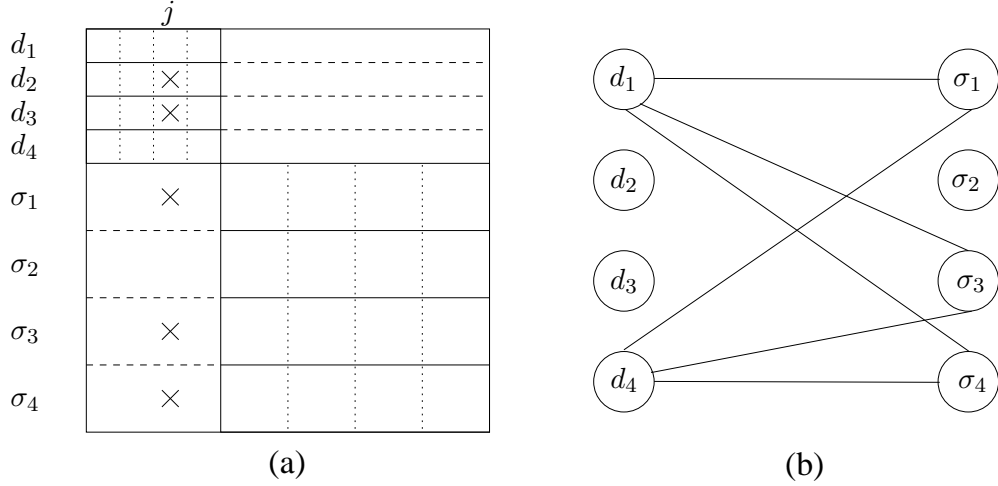 j
d₁
d₂
d₃
d₄
σ₁
σ₂
σ₃
σ₄
(a)
d₁ σ₁
d₂ σ₂
d₃ σ₃
d₄ σ₄
(b)